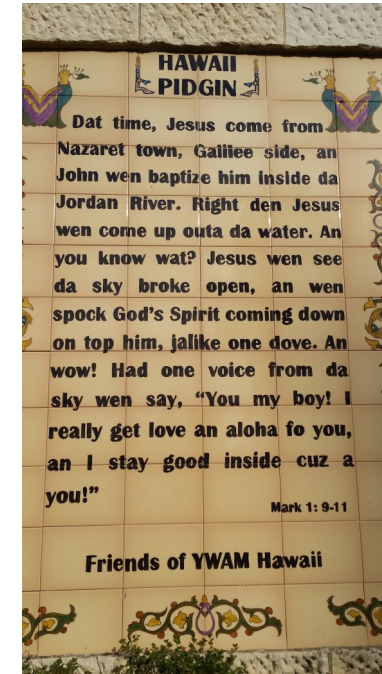 HAWAII
PIDGIN
Dat time, Jesus come from
Nazaret town, Galilee side, an
John wen baptize him inside da
Jordan River. Right den Jesus
wen come up outa da water. An
you know wat? Jesus wen see
da sky broke open, an wen
spock God's Spirit coming down
on top him, jalike one dove. An
wow! Had one voice from da
sky wen say, “You my boy! I
really get love an aloha fo you,
an I stay good inside cuz a
you!”
Mark 1: 9-11
Friends of YWAM Hawaii